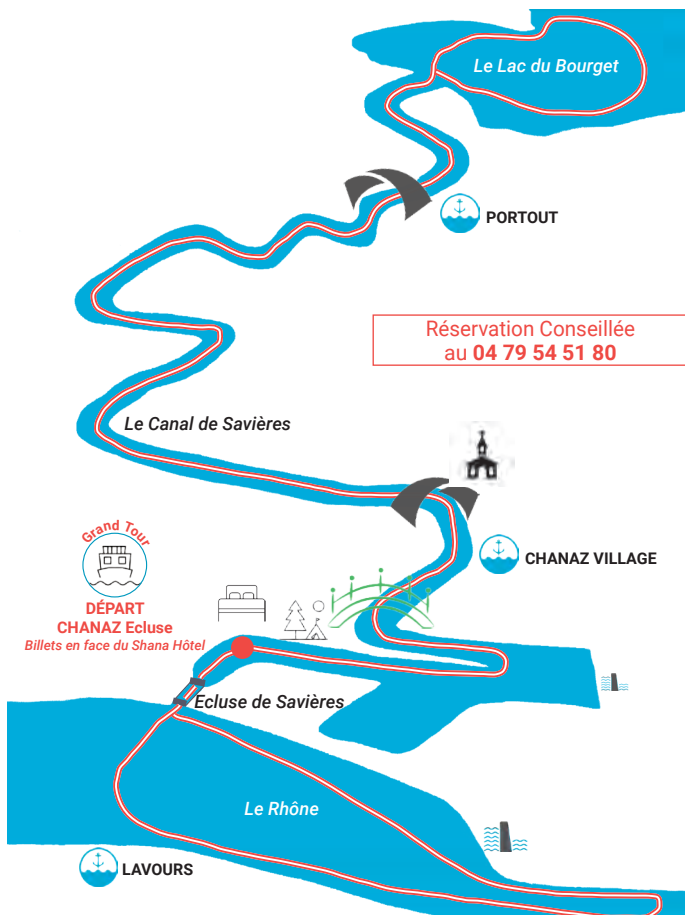 Le Lac du Bourget
PORTOUT
Réservation Conseillée
au 04 79 54 51 80
Le Canal de Savières
Grand Tour
CHANAZ VILLAGE
DÉPART
CHANAZ Ecluse
Billets en face du Shana Hôtel
Ecluse de Savières
Le Rhône
LAVOURS